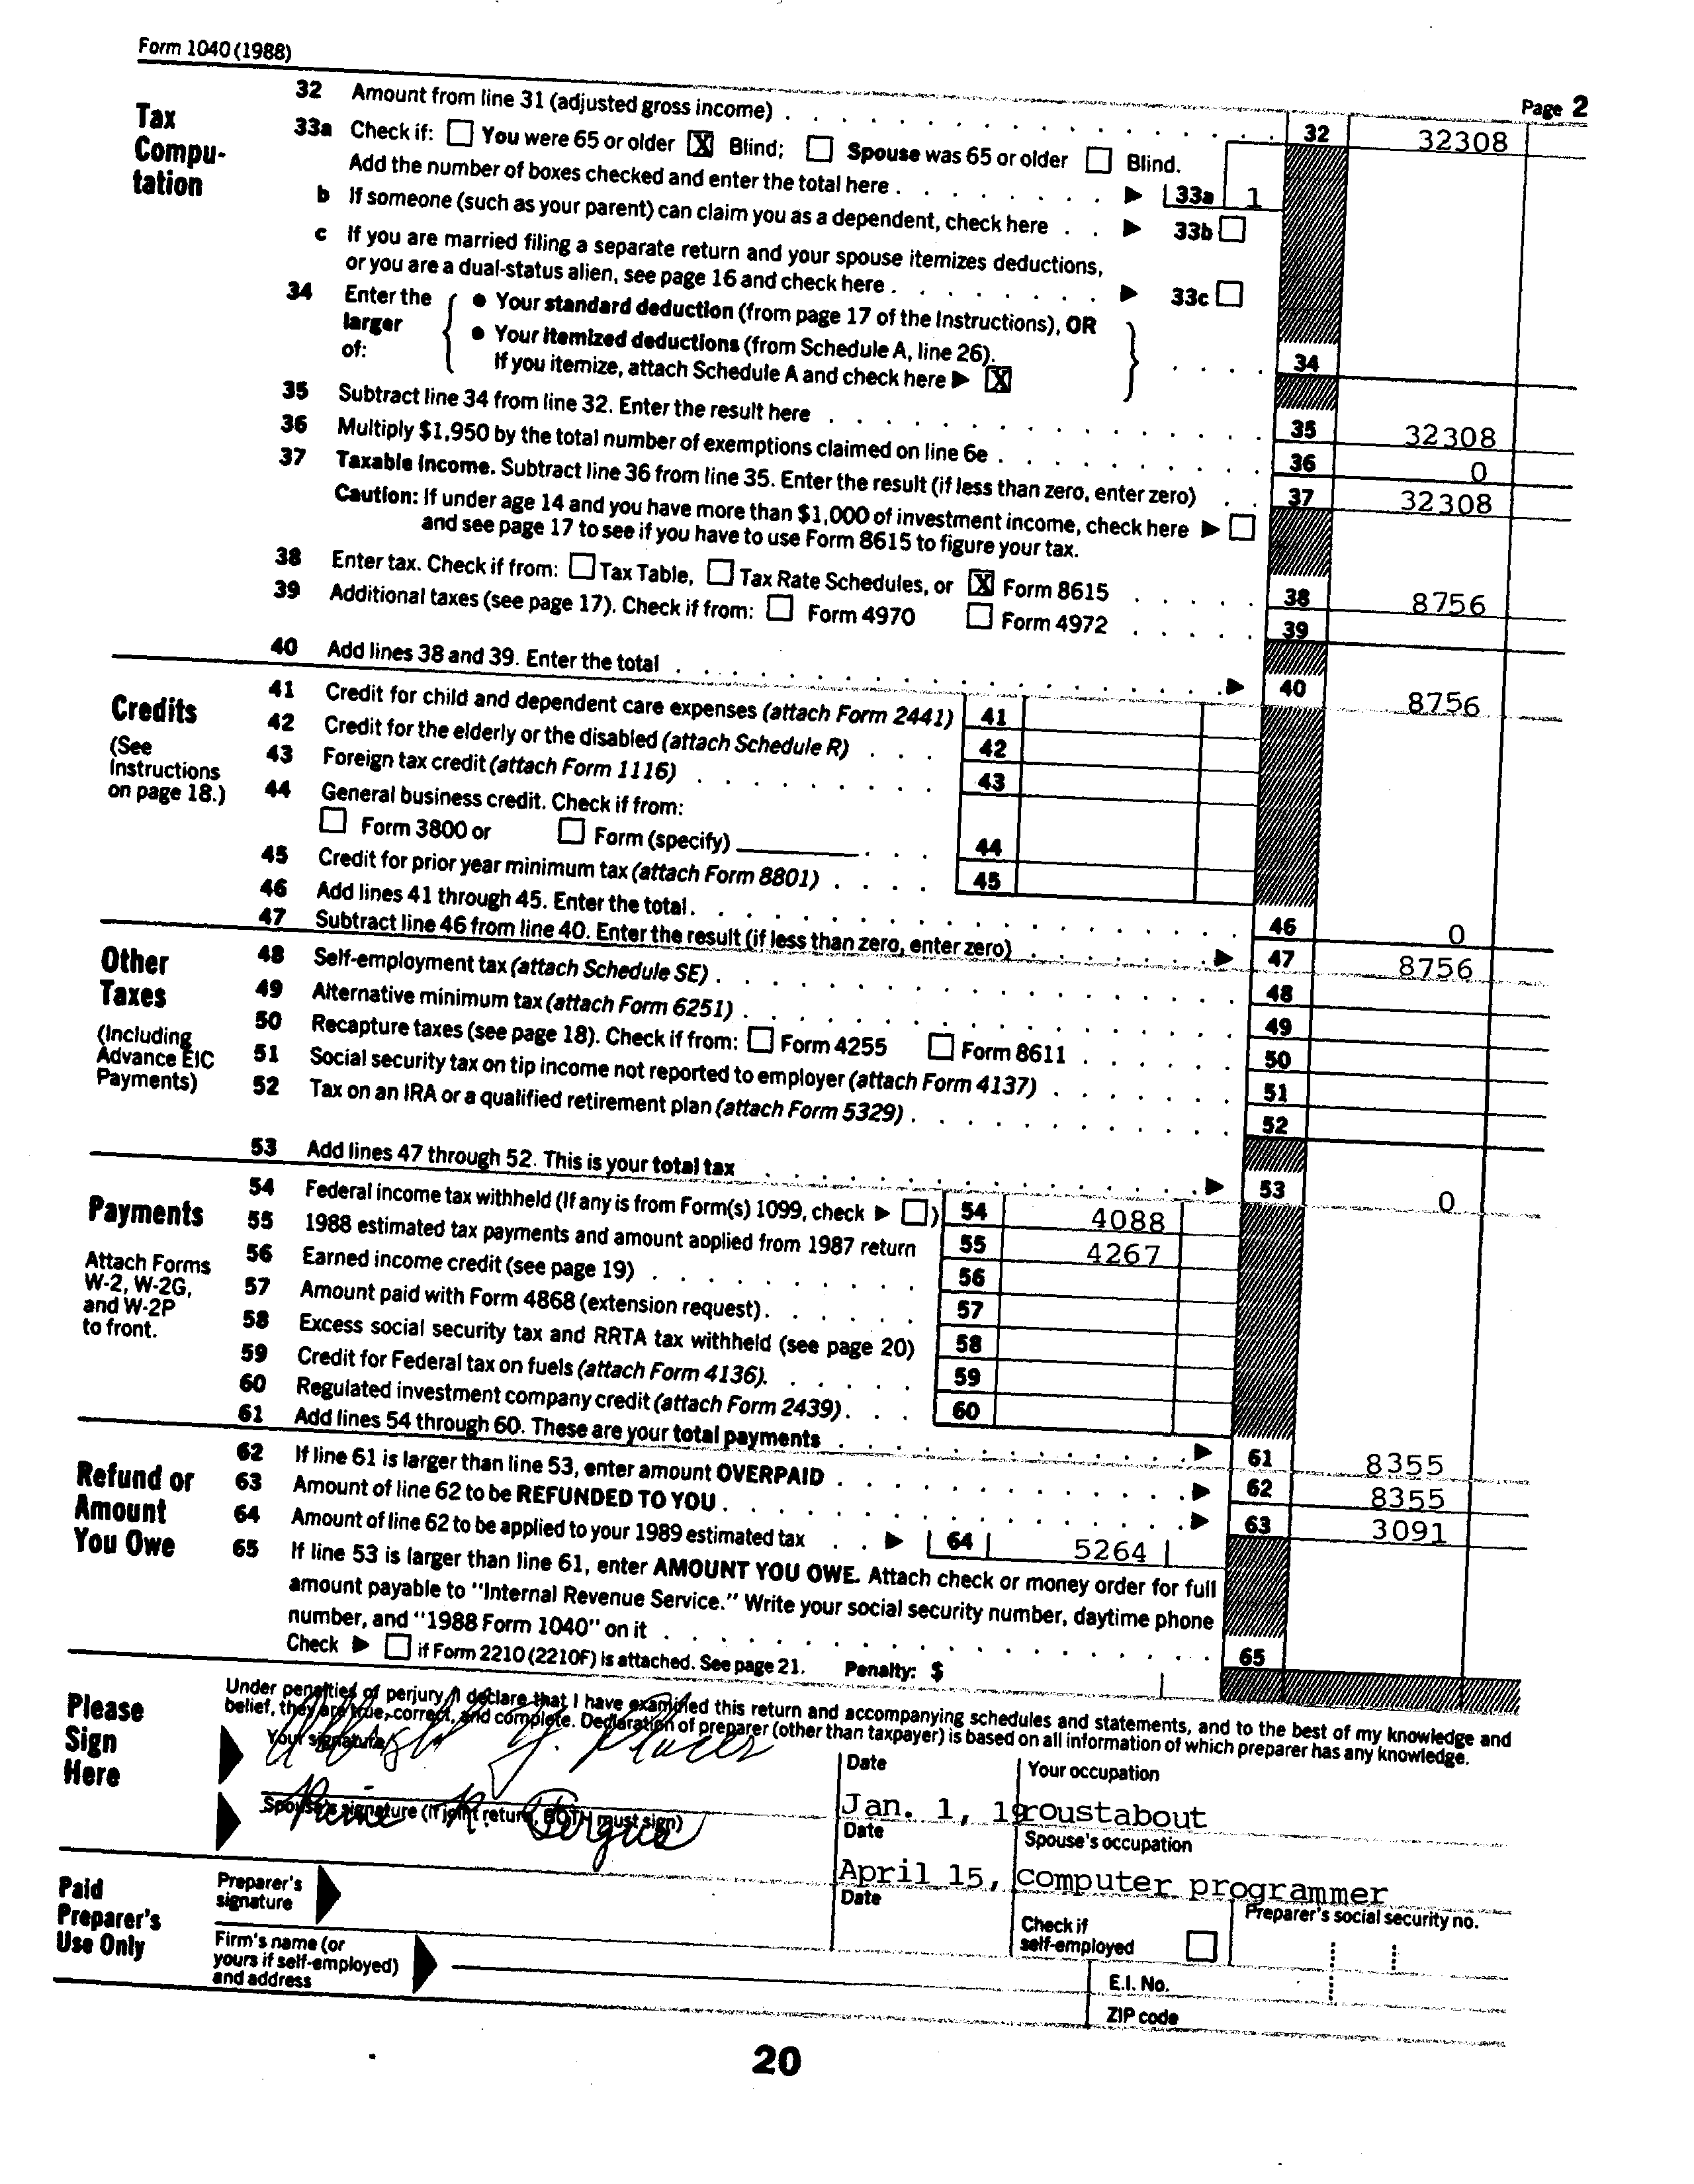 Form 1040 (1988)
Page 2
Tax Compu-tation
32 Amount from line 31 (adjusted gross income) 32 32308
33a Check if: You were 65 or older X Blind; Spouse was 65 or older Blind.
Add the number of boxes checked and enter the total here 33a 1
b If someone (such as your parent) can claim you as a dependent, check here 33b
c If you are married filing a separate return and your spouse itemizes deductions,
or you are a dual-status alien, see page 16 and check here 33c
34 Enter the larger of: • Your standard deduction (from page 17 of the Instructions), OR
• Your itemized deductions (from Schedule A, line 26).
If you itemize, attach Schedule A and check here X 34
35 Subtract line 34 from line 32. Enter the result here 35 32308
36 Multiply $1,950 by the total number of exemptions claimed on line 6e 36 0
37 Taxable income. Subtract line 36 from line 35. Enter the result (if less than zero, enter zero) 37 32308
Caution: If under age 14 and you have more than $1,000 of investment income, check here
and see page 17 to see if you have to use Form 8615 to figure your tax.
38 Enter tax. Check if from: Tax Table, Tax Rate Schedules, or X Form 8615 38 8756
39 Additional taxes (see page 17). Check if from: Form 4970 Form 4972 39
40 Add lines 38 and 39. Enter the total 40 8756
Credits
(See Instructions on page 18.)
41 Credit for child and dependent care expenses (attach Form 2441) 41
42 Credit for the elderly or the disabled (attach Schedule R) 42
43 Foreign tax credit (attach Form 1116) 43
44 General business credit. Check if from:
Form 3800 or Form (specify) 44
45 Credit for prior year minimum tax (attach Form 8801) 45
46 Add lines 41 through 45. Enter the total 46 0
47 Subtract line 46 from line 40. Enter the result (if less than zero, enter zero) 47 8756
Other Taxes
(Including Advance EIC Payments)
48 Self-employment tax (attach Schedule SE) 48
49 Alternative minimum tax (attach Form 6251) 49
50 Recapture taxes (see page 18). Check if from: Form 4255 Form 8611 50
51 Social security tax on tip income not reported to employer (attach Form 4137) 51
52 Tax on an IRA or a qualified retirement plan (attach Form 5329) 52
53 Add lines 47 through 52. This is your total tax 53 0
Payments
Attach Forms W-2, W-2G, and W-2P to front.
54 Federal income tax withheld (If any is from Form(s) 1099, check ) 54 4088
55 1988 estimated tax payments and amount applied from 1987 return 55 4267
56 Earned income credit (see page 19) 56
57 Amount paid with Form 4868 (extension request) 57
58 Excess social security tax and RRTA tax withheld (see page 20) 58
59 Credit for Federal tax on fuels (attach Form 4136) 59
60 Regulated investment company credit (attach Form 2439) 60
61 Add lines 54 through 60. These are your total payments 61 8355
Refund or Amount You Owe
62 If line 61 is larger than line 53, enter amount OVERPAID 62 8355
63 Amount of line 62 to be REFUNDED TO YOU 63 3091
64 Amount of line 62 to be applied to your 1989 estimated tax 64 5264
65 If line 53 is larger than line 61, enter AMOUNT YOU OWE. Attach check or money order for full
amount payable to "Internal Revenue Service." Write your social security number, daytime phone
number, and "1988 Form 1040" on it 65
Check if Form 2210 (2210F) is attached. See page 21. Penalty: $
Please Sign Here
Under penalties of perjury, I declare that I have examined this return and accompanying schedules and statements, and to the best of my knowledge and
belief, they are true, correct, and complete. Declaration of preparer (other than taxpayer) is based on all information of which preparer has any knowledge.
Your signature
Date
Your occupation
Jan. 1, 19 roustabout
Spouse's signature (if joint return, BOTH must sign)
Date
Spouse's occupation
April 15, computer programmer
Paid Preparer's Use Only
Preparer's signature
Date
Check if self-employed
Preparer's social security no.
Firm's name (or yours if self-employed) and address
E.I. No.
ZIP code
20